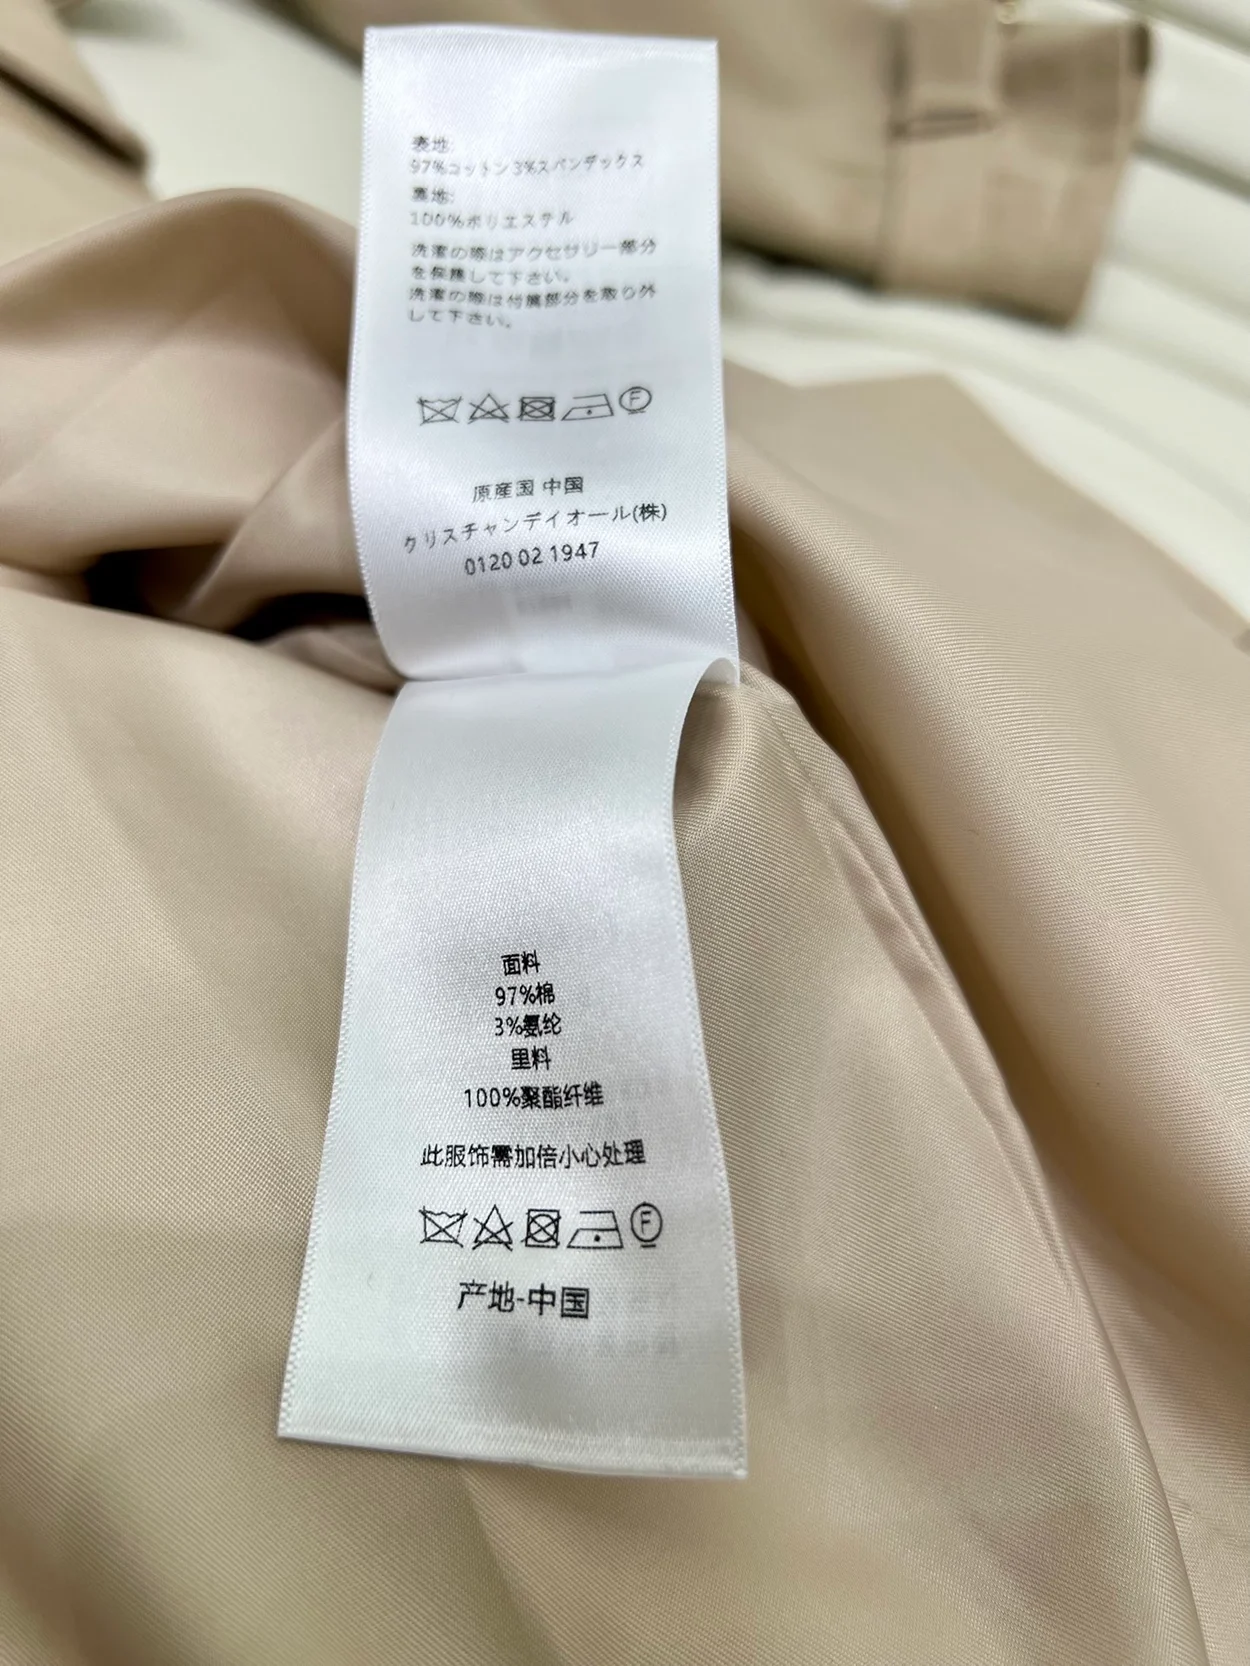 表地:
97%コットン 3%スパンデックス
裏地:
100%ポリエステル
洗濯の際はアクセサリー部分
を保護して下さい。
洗濯の際は付属部分を取り外
して下さい。
F
原産国 中国
クリスチャンデイオール(株)
0120 02 1947
面料
97%棉
3%氨纶
里料
100%聚酯纤维
此服饰需加倍小心处理
F
产地-中国